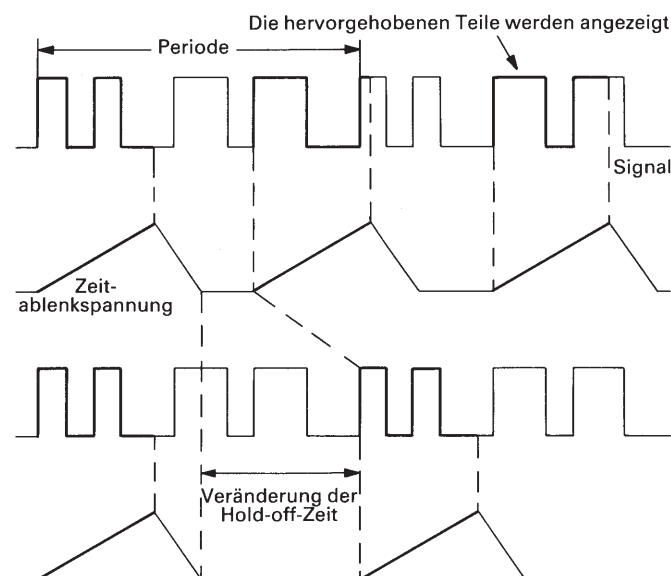 Die hervorgehobenen Teile werden angezeigt
Periode
Signal
Zeit-
ablenkspannung
Veränderung der
Hold-off-Zeit